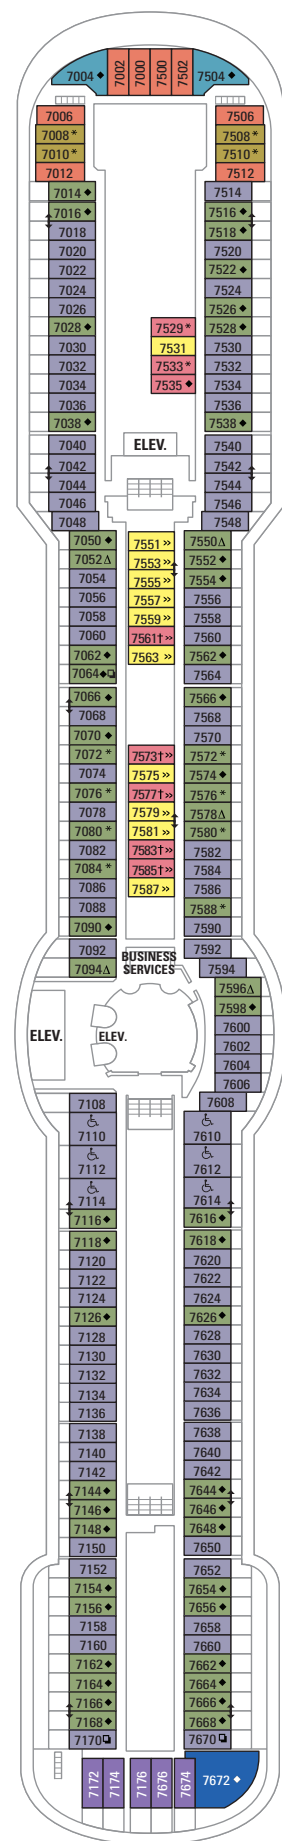 7004 ◆ 7002 7000 7500 7502 7504 ◆
7006 7506
7008 * 7508 *
7010 * 7510 *
7012 7512
7014 ◆ 7514
7016 ◆ 7516 ◆
7018 7518 ◆
7020 7520
7022 7522 ◆
7024 7524
7026 7526 ◆
7028 ◆ 7529 * 7528 ◆
7030 7531 7530
7032 7533 * 7532
7034 7535 ◆ 7534
7036 7536
7038 ◆ 7538 ◆
7040 ELEV. 7540
7042 7542
7044 7544
7046 7546
7048 7548
7050 ◆ 7551 » 7550 Δ
7052 Δ 7553 » 7552 ◆
7054 7555 » 7554 ◆
7056 7557 » 7556
7058 7559 » 7558
7060 7561 † » 7560
7062 ◆ 7563 » 7562 ◆
7064 ◆ ❏ 7564
7066 ◆ 7566 ◆
7068 7568
7070 ◆ 7570
7072 * 7573 † » 7572 *
7074 7575 » 7574 ◆
7076 * 7577 † » 7576 *
7078 7579 » 7578 Δ
7080 * 7581 » 7580 *
7082 7583 † » 7582
7084 * 7585 † » 7584
7086 7587 » 7586
7088 7588 *
7090 ◆ 7590
7092 BUSINESS 7592
7094 Δ SERVICES 7594
7596 Δ
7598 ◆
7600
ELEV. ELEV. 7602
7604
7606
7108 7608
7110 7610
7112 7612
7114 7614
7116 ◆ 7616 ◆
7118 ◆ 7618 ◆
7120 7620
7122 7622
7124 7624
7126 ◆ 7626 ◆
7128 7628
7130 7630
7132 7632
7134 7634
7136 7636
7138 7638
7140 7640
7142 7642
7144 ◆ 7644 ◆
7146 ◆ 7646 ◆
7148 ◆ 7648 ◆
7150 7650
7152 7652
7154 ◆ 7654 ◆
7156 ◆ 7656 ◆
7158 7658
7160 7660
7162 ◆ 7662 ◆
7164 ◆ 7664 ◆
7166 ◆ 7666 ◆
7168 ◆ 7668 ◆
7170 ❏ 7670 ❏
7172 7174 7176 7676 7674 7672 ◆